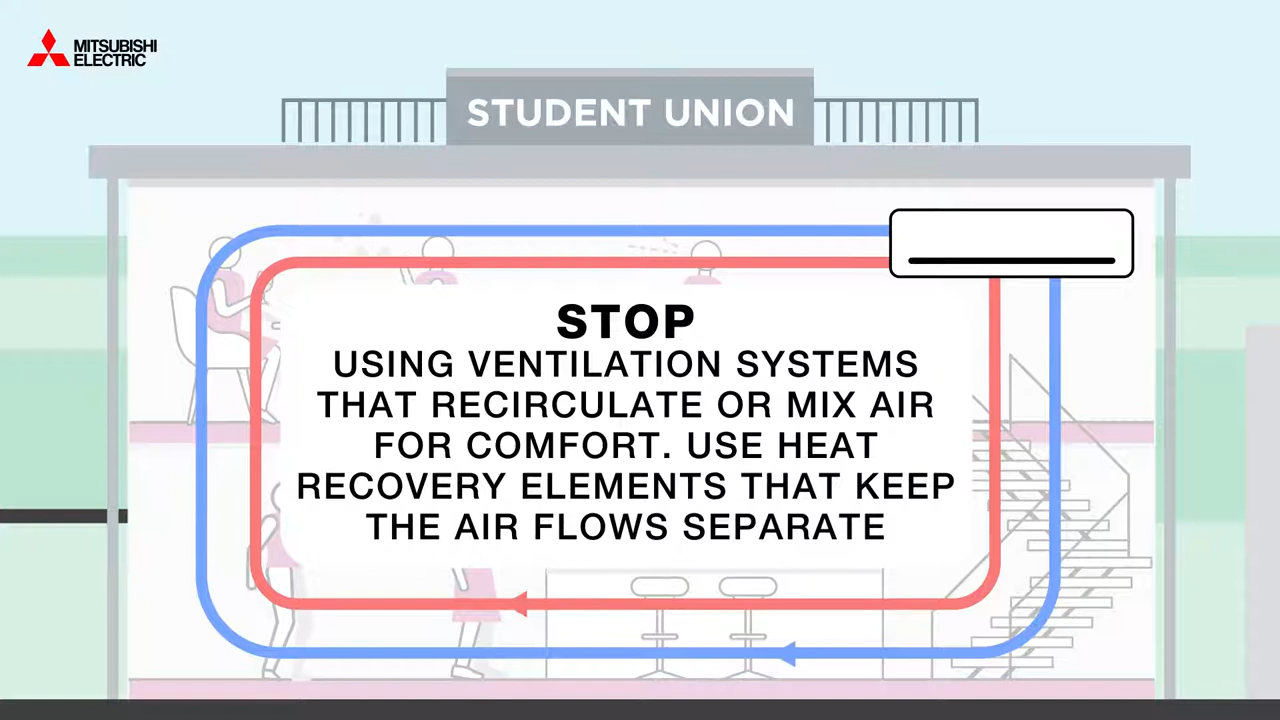 MITSUBISHI
ELECTRIC
STUDENT UNION
STOP
USING VENTILATION SYSTEMS
THAT RECIRCULATE OR MIX AIR
FOR COMFORT. USE HEAT
RECOVERY ELEMENTS THAT KEEP
THE AIR FLOWS SEPARATE